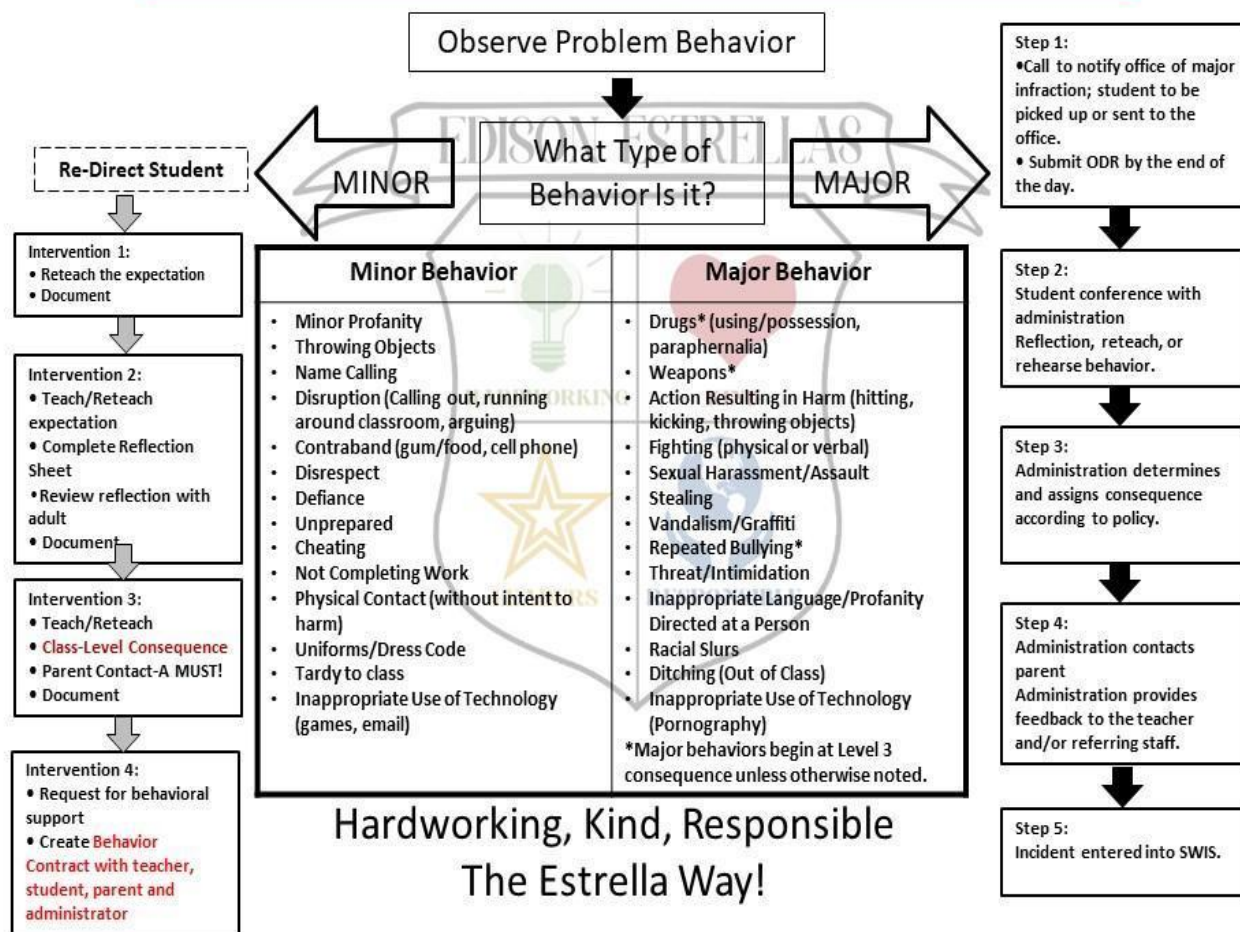 Observe Problem Behavior
EDISON ESTRELLAS
What Type of
Behavior Is it?
MINOR
MAJOR
Re-Direct Student
Intervention 1:
• Reteach the expectation
• Document
Intervention 2:
• Teach/Reteach
expectation
• Complete Reflection
Sheet
•Review reflection with
adult
• Document
Intervention 3:
• Teach/Reteach
• Class-Level Consequence
• Parent Contact-A MUST!
• Document
Intervention 4:
• Request for behavioral
support
• Create Behavior
Contract with teacher,
student, parent and
administrator
Minor Behavior
• Minor Profanity
• Throwing Objects
• Name Calling
• Disruption (Calling out, running
around classroom, arguing)
• Contraband (gum/food, cell phone)
• Disrespect
• Defiance
• Unprepared
• Cheating
• Not Completing Work
• Physical Contact (without intent to
harm)
• Uniforms/Dress Code
• Tardy to class
• Inappropriate Use of Technology
(games, email)
Major Behavior
• Drugs* (using/possession,
paraphernalia)
• Weapons*
• Action Resulting in Harm (hitting,
kicking, throwing objects)
• Fighting (physical or verbal)
• Sexual Harassment/Assault
• Stealing
• Vandalism/Graffiti
• Repeated Bullying*
• Threat/Intimidation
• Inappropriate Language/Profanity
Directed at a Person
• Racial Slurs
• Ditching (Out of Class)
• Inappropriate Use of Technology
(Pornography)
*Major behaviors begin at Level 3
consequence unless otherwise noted.
Step 1:
•Call to notify office of major
infraction; student to be
picked up or sent to the
office.
• Submit ODR by the end of
the day.
Step 2:
Student conference with
administration
Reflection, reteach, or
rehearse behavior.
Step 3:
Administration determines
and assigns consequence
according to policy.
Step 4:
Administration contacts
parent
Administration provides
feedback to the teacher
and/or referring staff.
Step 5:
Incident entered into SWIS.
Hardworking, Kind, Responsible
The Estrella Way!